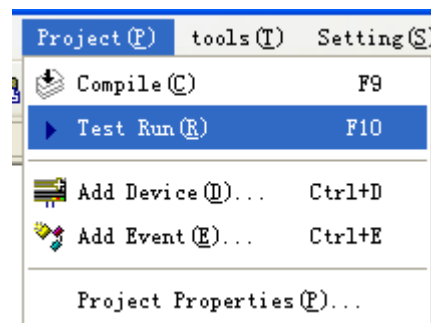 Project(P) tools(T) Setting(S)
Compile(C) F9
Test Run(R) F10
Add Device(D)... Ctrl+D
Add Event(E)... Ctrl+E
Project Properties(P)...